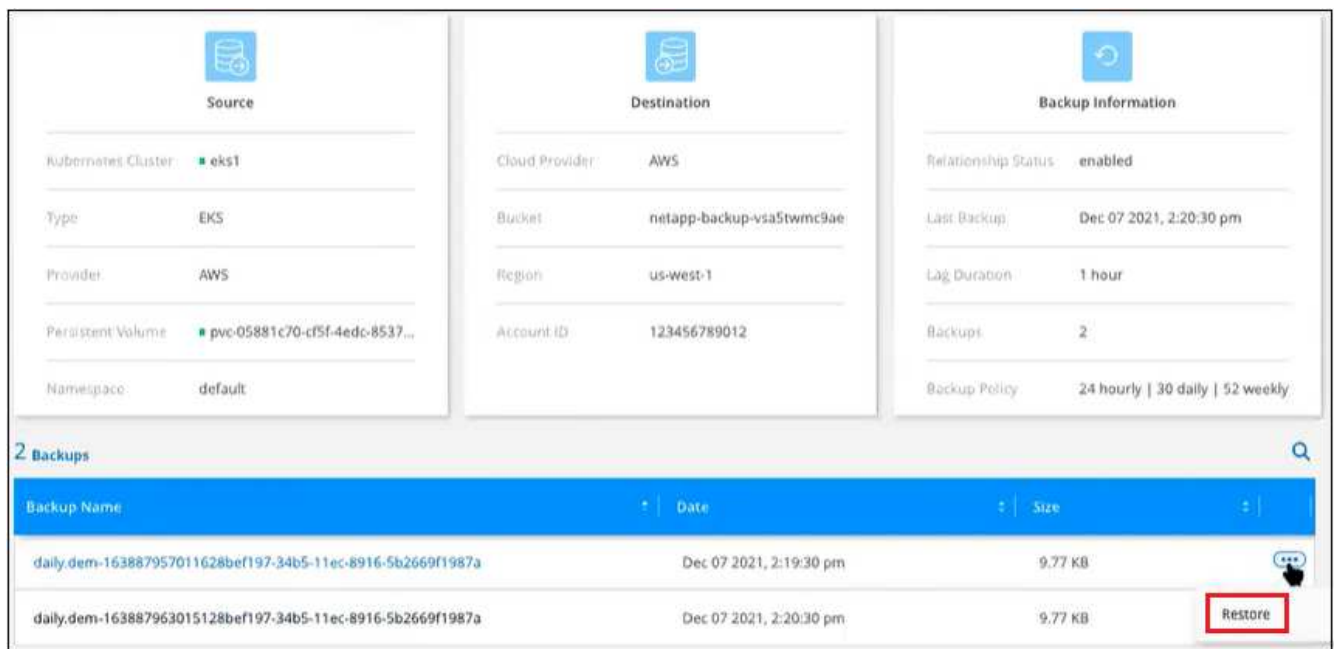 Source
Kubernetes Cluster eks1
Type EKS
Provider AWS
Persistent Volume pvc-05881c70-cf5f-4edc-8537...
Namespace default
Destination
Cloud Provider AWS
Bucket netapp-backup-vsa5twmc9ae
Region us-west-1
Account ID 123456789012
Backup Information
Relationship Status enabled
Last Backup Dec 07 2021, 2:20:30 pm
Lag Duration 1 hour
Backups 2
Backup Policy 24 hourly | 30 daily | 52 weekly
2 Backups
Backup Name Date Size
daily.dem-163887957011628bef197-34b5-11ec-8916-5b2669f1987a Dec 07 2021, 2:19:30 pm 9.77 KB
daily.dem-163887963015128bef197-34b5-11ec-8916-5b2669f1987a Dec 07 2021, 2:20:30 pm 9.77 KB
Restore